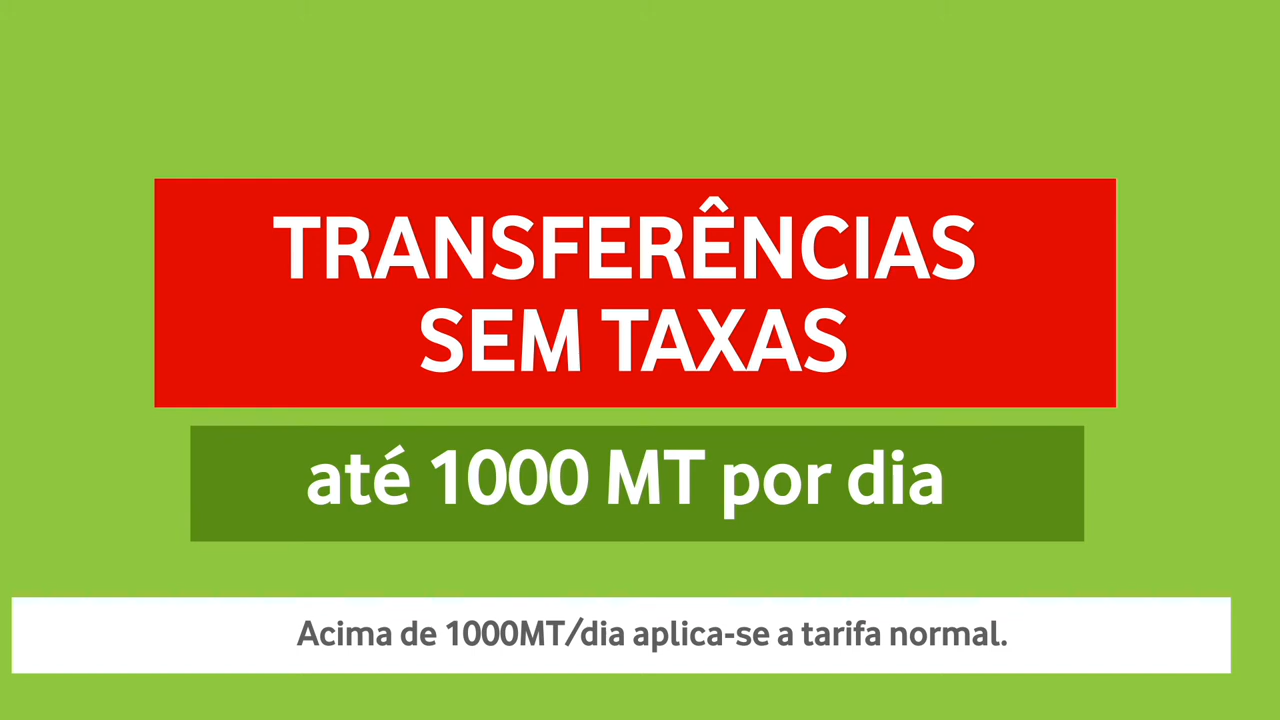 TRANSFERÊNCIAS
SEM TAXAS
até 1000 MT por dia
Acima de 1000MT/dia aplica-se a tarifa normal.